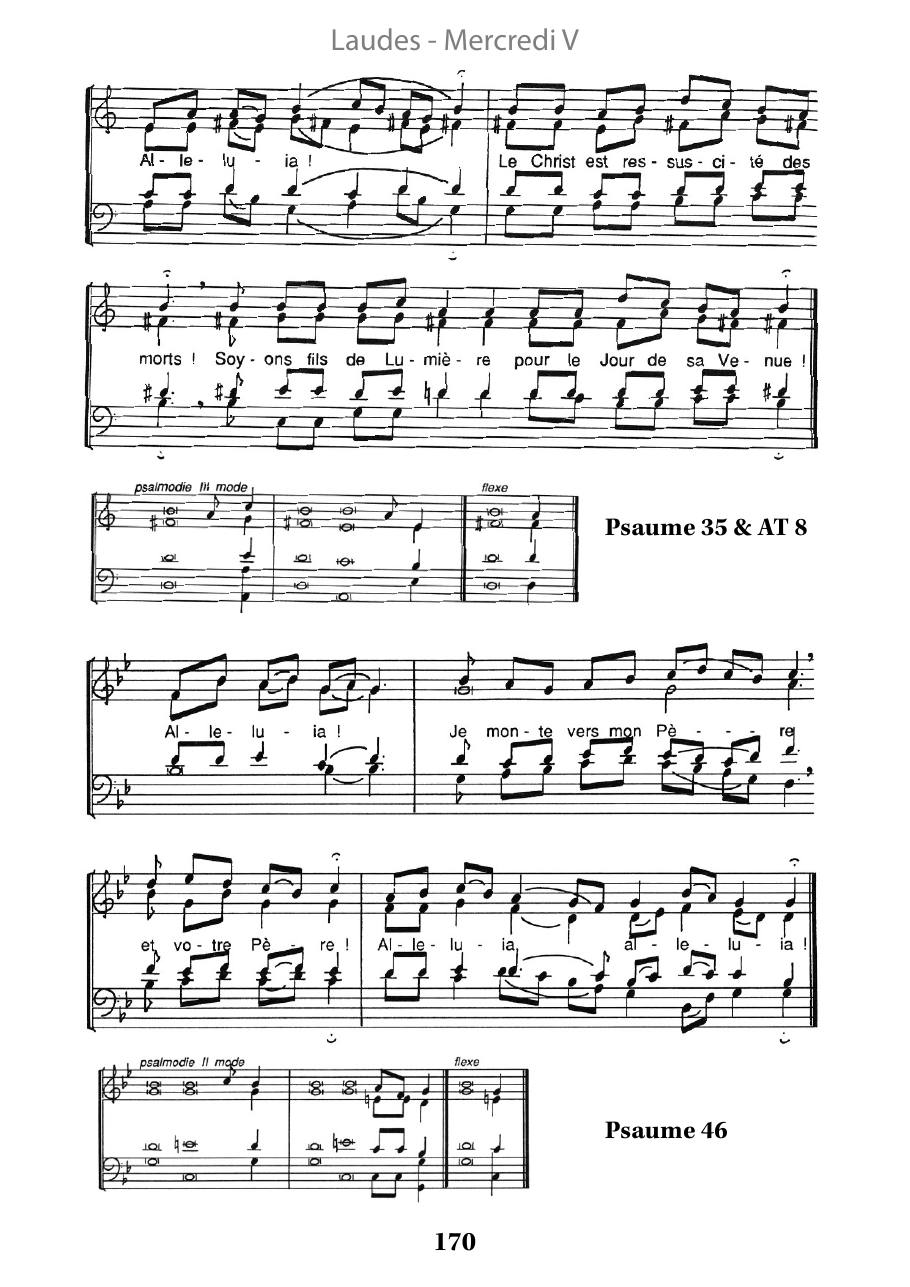 Laudes - Mercredi V
Al - le - lu - ia ! Le Christ est res - sus - ci - té des
morts ! Soy - ons fils de Lu - miè - re pour le Jour de sa Ve - nue !
psalmodie III mode flexe
Psaume 35 & AT 8
Al - le - lu - ia ! Je mon - te vers mon Pè - - - re
et vo - tre Pè - - re ! Al - le - lu - ia, al - le - lu - ia !
psalmodie II mode flexe
Psaume 46
170